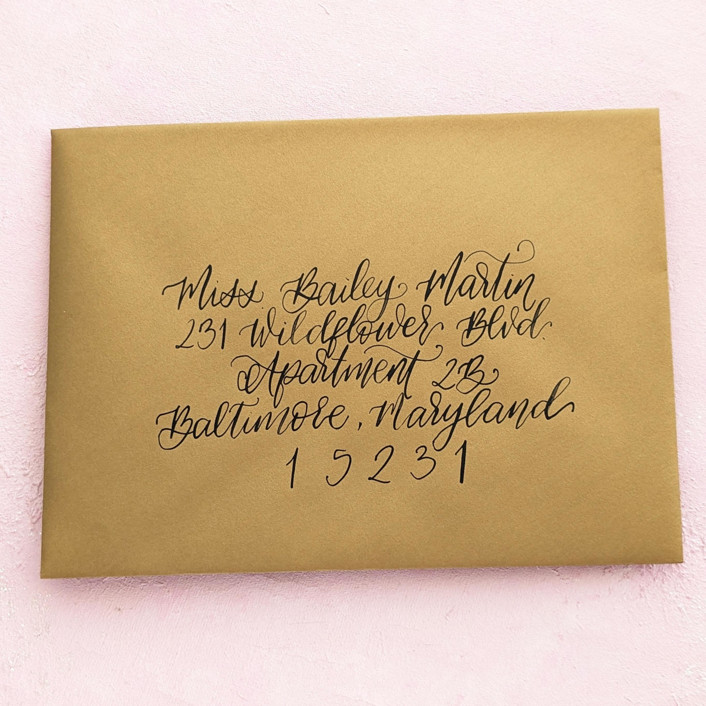 Miss. Bailey Martin
231 Wildflower Blvd.
Apartment 2B
Baltimore, Maryland
15231